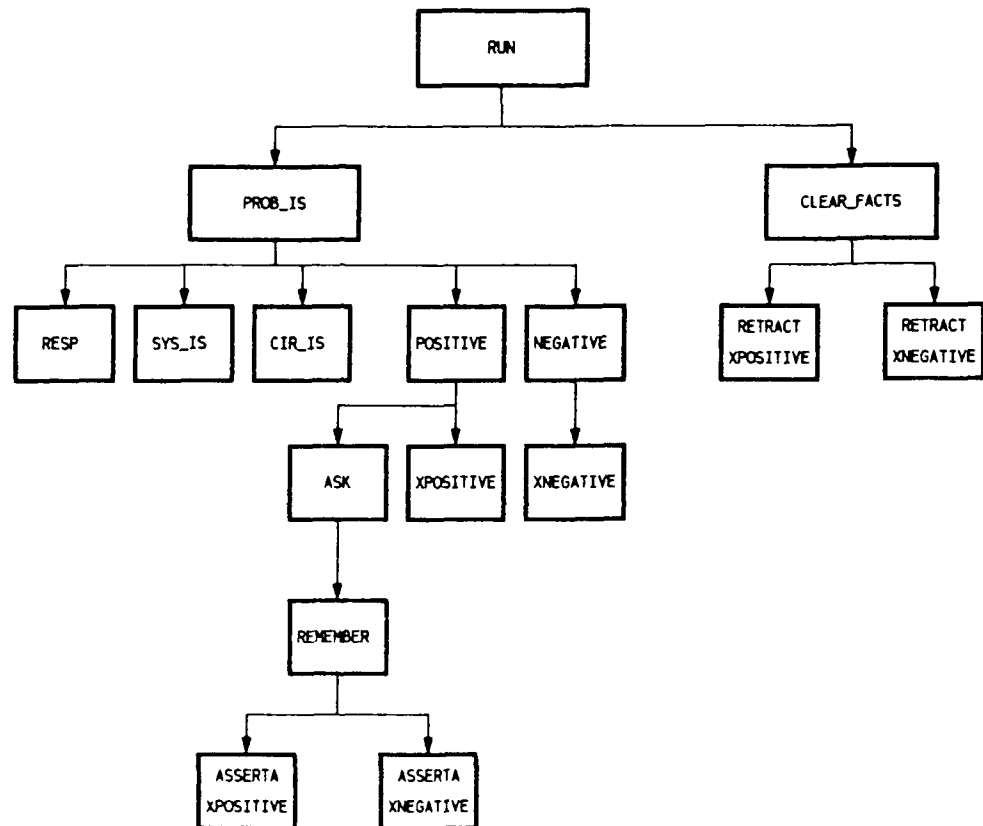 RUN
PROB_IS
CLEAR_FACTS
RESP
SYS_IS
CIR_IS
POSITIVE
NEGATIVE
RETRACT
XPOSITIVE
RETRACT
XNEGATIVE
ASK
XPOSITIVE
XNEGATIVE
REMEMBER
ASSERTA
XPOSITIVE
ASSERTA
XNEGATIVE